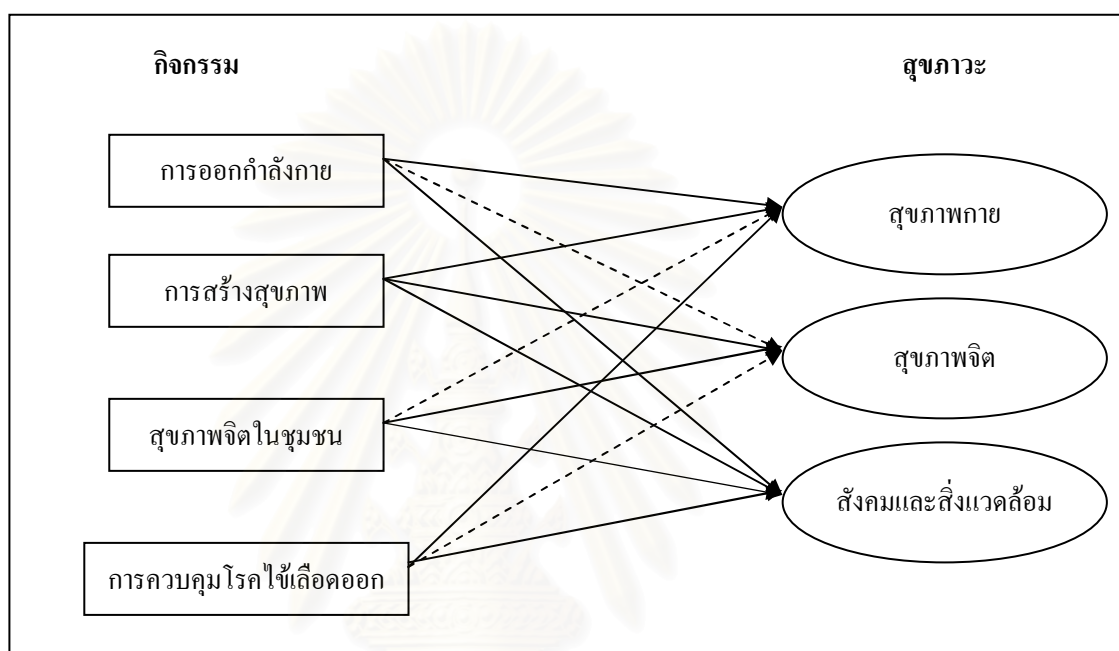 กิจกรรม
สุขภาวะ
การออกกำลังกาย
สุขภาพกาย
การสร้างสุขภาพ
สุขภาพจิต
สุขภาพจิตในชุมชน
สังคมและสิ่งแวดล้อม
การควบคุมโรคไข้เลือดออก